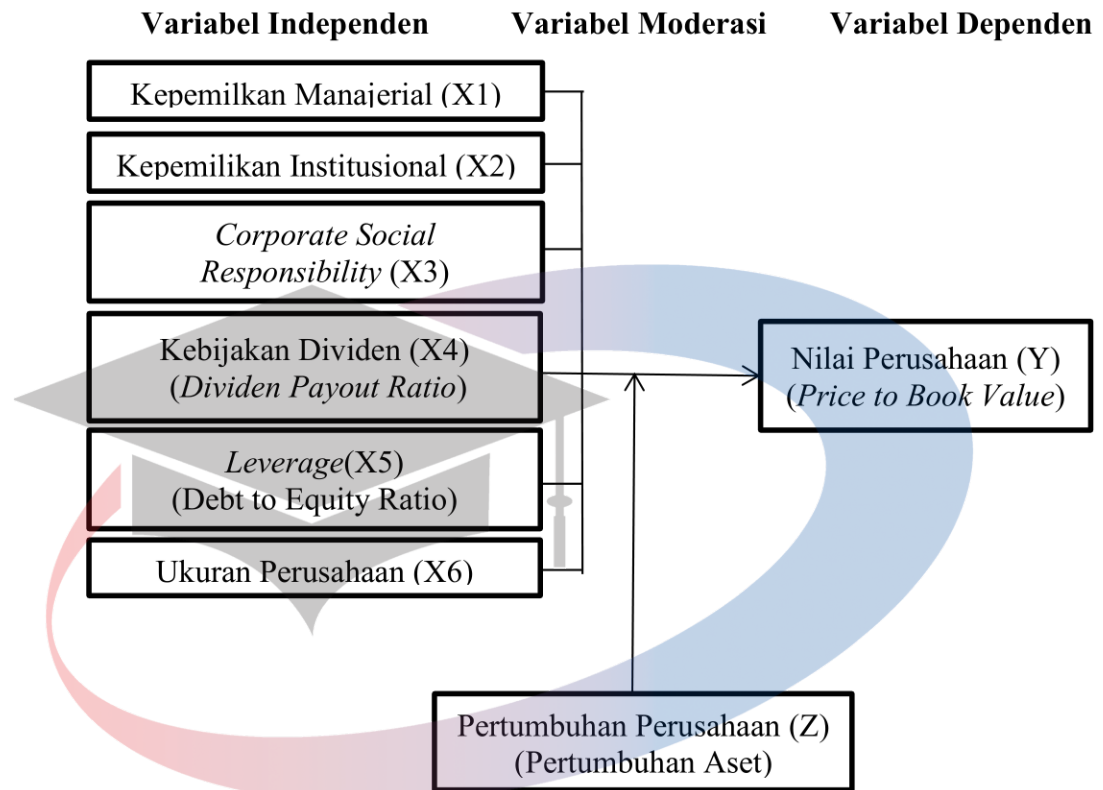 Variabel Independen Variabel Moderasi Variabel Dependen
Kepemilkan Manajerial (X1)
Kepemilikan Institusional (X2)
Corporate Social
Responsibility (X3)
Kebijakan Dividen (X4)
(Dividen Payout Ratio)
Leverage(X5)
(Debt to Equity Ratio)
Ukuran Perusahaan (X6)
Nilai Perusahaan (Y)
(Price to Book Value)
Pertumbuhan Perusahaan (Z)
(Pertumbuhan Aset)